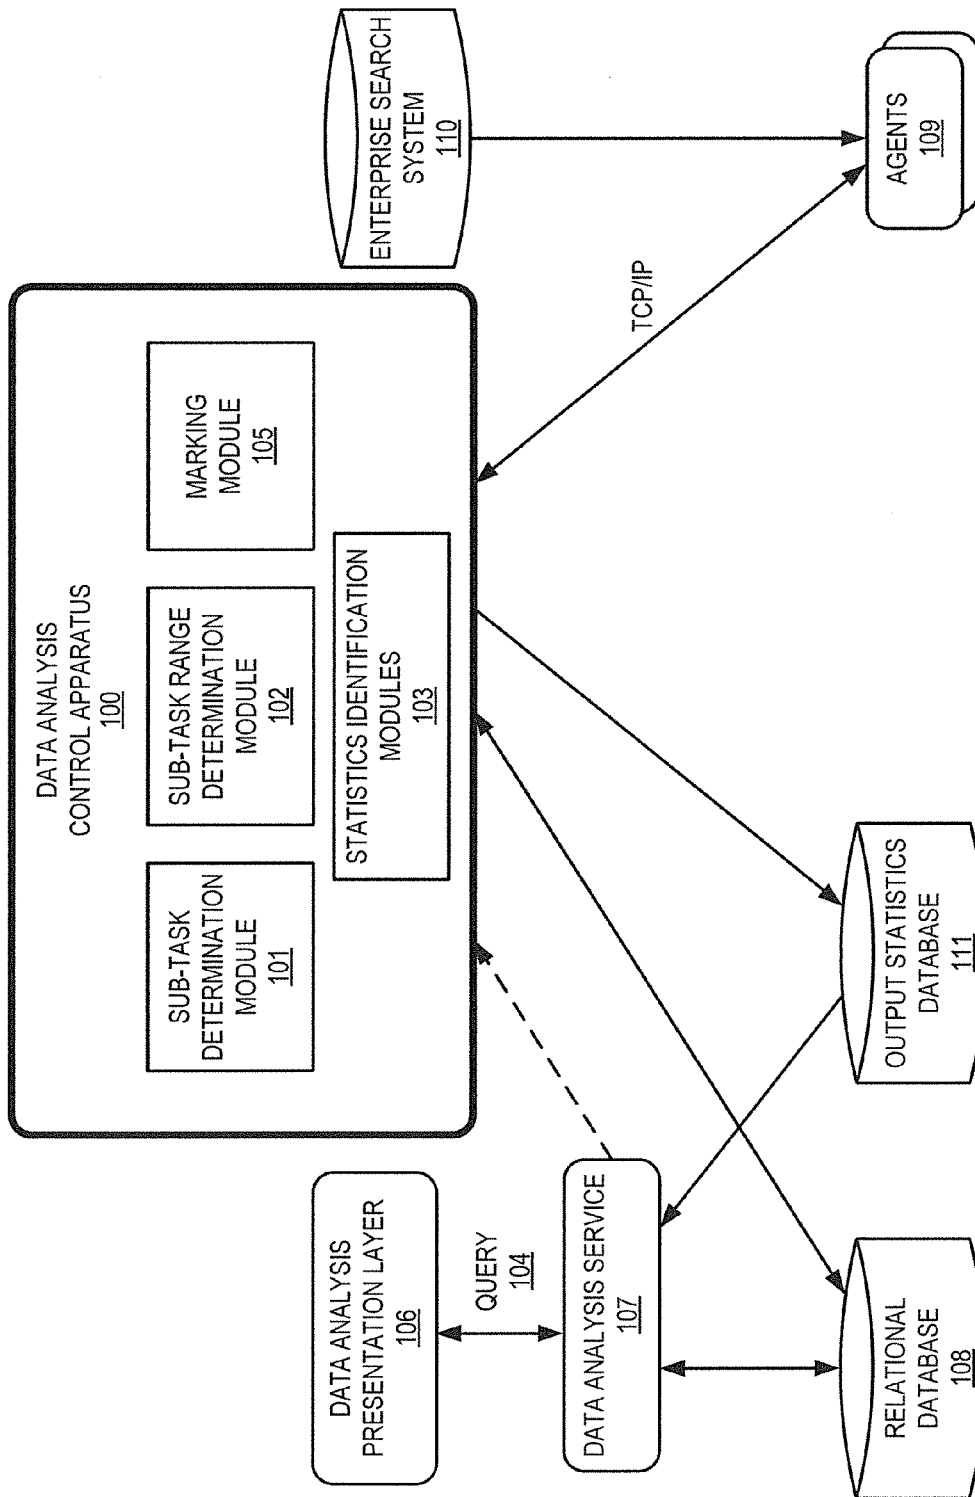 DATA ANALYSIS
CONTROL APPARATUS
100
SUB-TASK
DETERMINATION
MODULE
101
SUB-TASK RANGE
DETERMINATION
MODULE
102
MARKING
MODULE
105
STATISTICS IDENTIFICATION
MODULES
103
DATA ANALYSIS
PRESENTATION LAYER
106
QUERY
104
DATA ANALYSIS SERVICE
107
RELATIONAL
DATABASE
108
OUTPUT STATISTICS
DATABASE
111
ENTERPRISE SEARCH
SYSTEM
110
TCP/IP
AGENTS
109